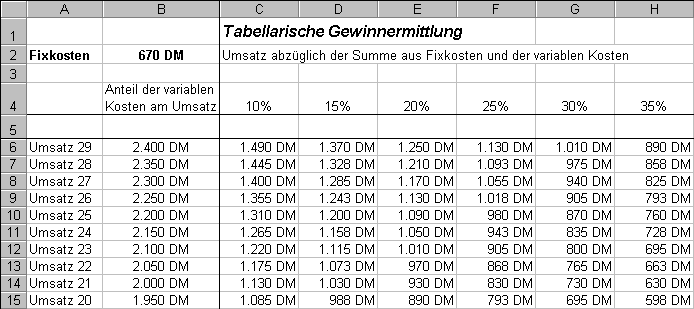 A B C D E F G H
1 Tabellarische Gewinnermittlung
2 Fixkosten 670 DM Umsatz abzüglich der Summe aus Fixkosten und der variablen Kosten
3
Anteil der variablen
4 Kosten am Umsatz 10% 15% 20% 25% 30% 35%
5
6 Umsatz 29 2.400 DM 1.490 DM 1.370 DM 1.250 DM 1.130 DM 1.010 DM 890 DM
7 Umsatz 28 2.350 DM 1.445 DM 1.328 DM 1.210 DM 1.093 DM 975 DM 858 DM
8 Umsatz 27 2.300 DM 1.400 DM 1.285 DM 1.170 DM 1.055 DM 940 DM 825 DM
9 Umsatz 26 2.250 DM 1.355 DM 1.243 DM 1.130 DM 1.018 DM 905 DM 793 DM
10 Umsatz 25 2.200 DM 1.310 DM 1.200 DM 1.090 DM 980 DM 870 DM 760 DM
11 Umsatz 24 2.150 DM 1.265 DM 1.158 DM 1.050 DM 943 DM 835 DM 728 DM
12 Umsatz 23 2.100 DM 1.220 DM 1.115 DM 1.010 DM 905 DM 800 DM 695 DM
13 Umsatz 22 2.050 DM 1.175 DM 1.073 DM 970 DM 868 DM 765 DM 663 DM
14 Umsatz 21 2.000 DM 1.130 DM 1.030 DM 930 DM 830 DM 730 DM 630 DM
15 Umsatz 20 1.950 DM 1.085 DM 988 DM 890 DM 793 DM 695 DM 598 DM